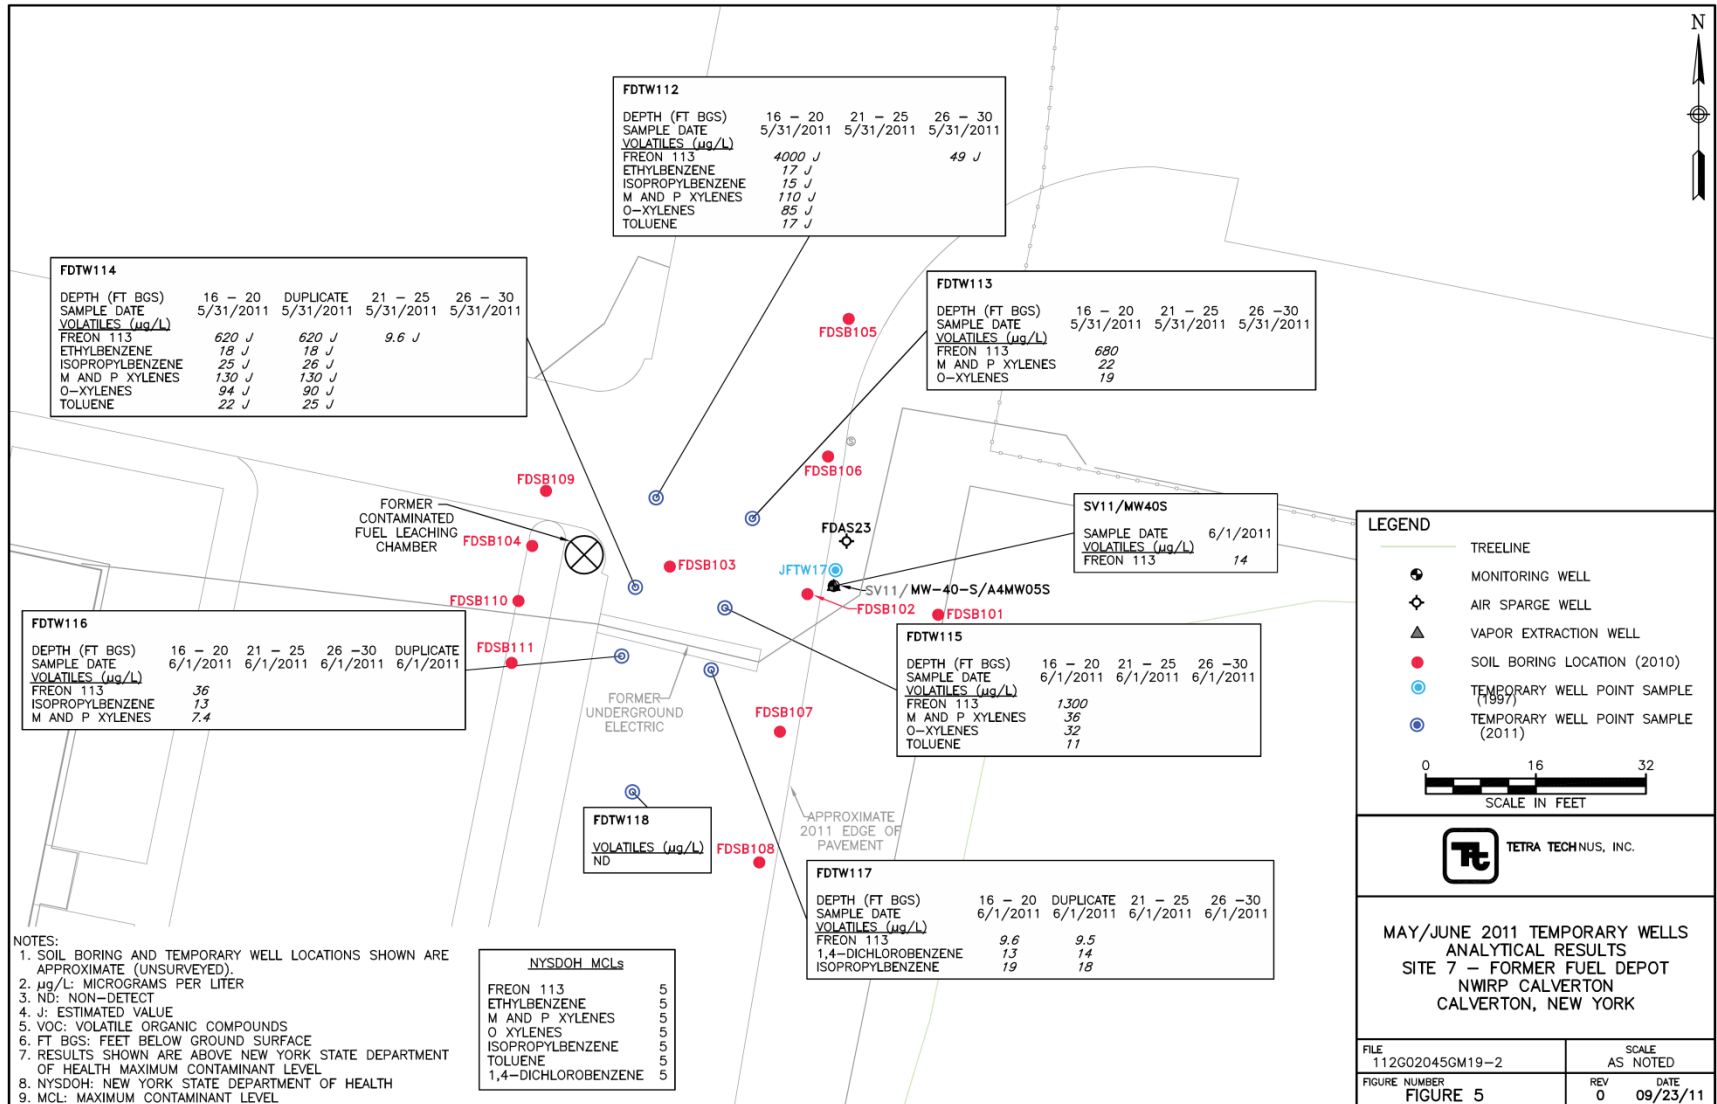 N
FDTW112
DEPTH (FT BGS) 16 – 20 21 – 25 26 – 30
SAMPLE DATE 5/31/2011 5/31/2011 5/31/2011
VOLATILES (µg/L)
FREON 113 4000 J 49 J
ETHYLBENZENE 17 J
ISOPROPYLBENZENE 15 J
M AND P XYLENES 110 J
O–XYLENES 85 J
TOLUENE 17 J
FDTW114
DEPTH (FT BGS) 16 – 20 DUPLICATE 21 – 25 26 – 30
SAMPLE DATE 5/31/2011 5/31/2011 5/31/2011 5/31/2011
VOLATILES (µg/L)
FREON 113 620 J 620 J 9.6 J
ETHYLBENZENE 18 J 18 J
ISOPROPYLBENZENE 25 J 26 J
M AND P XYLENES 130 J 130 J
O–XYLENES 94 J 90 J
TOLUENE 22 J 25 J
FDTW113
DEPTH (FT BGS) 16 – 20 21 – 25 26 –30
SAMPLE DATE 5/31/2011 5/31/2011 5/31/2011
VOLATILES (µg/L)
FREON 113 680
M AND P XYLENES 22
O–XYLENES 19
FDSB105
S
FDSB106
FDSB109
FORMER
CONTAMINATED
FUEL LEACHING
CHAMBER
FDSB104
FDSB103
FDAS23
JFTW17
SV11/ MW–40–S/A4MW05S
FDSB102
FDSB101
FDSB110
FDSB111
SV11/MW40S
SAMPLE DATE 6/1/2011
VOLATILES (µg/L)
FREON 113 14
FDTW116
DEPTH (FT BGS) 16 – 20 21 – 25 26 –30 DUPLICATE
SAMPLE DATE 6/1/2011 6/1/2011 6/1/2011 6/1/2011
VOLATILES (µg/L)
FREON 113 36
ISOPROPYLBENZENE 13
M AND P XYLENES 7.4
FORMER
UNDERGROUND
ELECTRIC
FDSB107
FDTW115
DEPTH (FT BGS) 16 – 20 21 – 25 26 –30
SAMPLE DATE 6/1/2011 6/1/2011 6/1/2011
VOLATILES (µg/L)
FREON 113 1300
M AND P XYLENES 36
O–XYLENES 32
TOLUENE 11
FDTW118
VOLATILES (µg/L)
ND
FDSB108
APPROXIMATE
2011 EDGE OF
PAVEMENT
FDTW117
DEPTH (FT BGS) 16 – 20 DUPLICATE 21 – 25 26 –30
SAMPLE DATE 6/1/2011 6/1/2011 6/1/2011 6/1/2011
VOLATILES (µg/L)
FREON 113 9.6 9.5
1,4–DICHLOROBENZENE 13 14
ISOPROPYLBENZENE 19 18
NOTES:
1. SOIL BORING AND TEMPORARY WELL LOCATIONS SHOWN ARE
APPROXIMATE (UNSURVEYED).
2. µg/L: MICROGRAMS PER LITER
3. ND: NON–DETECT
4. J: ESTIMATED VALUE
5. VOC: VOLATILE ORGANIC COMPOUNDS
6. FT BGS: FEET BELOW GROUND SURFACE
7. RESULTS SHOWN ARE ABOVE NEW YORK STATE DEPARTMENT
OF HEALTH MAXIMUM CONTAMINANT LEVEL
8. NYSDOH: NEW YORK STATE DEPARTMENT OF HEALTH
9. MCL: MAXIMUM CONTAMINANT LEVEL
NYSDOH MCLs
FREON 113 5
ETHYLBENZENE 5
M AND P XYLENES 5
O XYLENES 5
ISOPROPYLBENZENE 5
TOLUENE 5
1,4–DICHLOROBENZENE 5
LEGEND
TREELINE
MONITORING WELL
AIR SPARGE WELL
VAPOR EXTRACTION WELL
SOIL BORING LOCATION (2010)
TEMPORARY WELL POINT SAMPLE
(1997)
TEMPORARY WELL POINT SAMPLE
(2011)
0 16 32
SCALE IN FEET
Tt TETRA TECH NUS, INC.
MAY/JUNE 2011 TEMPORARY WELLS
ANALYTICAL RESULTS
SITE 7 – FORMER FUEL DEPOT
NWIRP CALVERTON
CALVERTON, NEW YORK
FILE
112G02045GM19–2
SCALE
AS NOTED
FIGURE NUMBER
FIGURE 5
REV
0
DATE
09/23/11